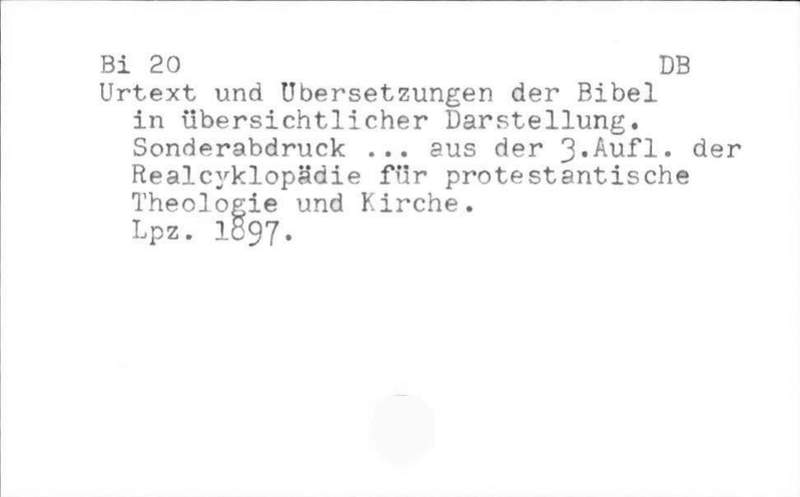 Bi 20 DB
Urtext und Übersetzungen der Bibel
in übersichtlicher Darstellung.
Sonderabdruck ... aus der 3.Aufl. der
Realcyklopädie für protestantische
Theologie und Kirche.
Lpz. 1897.